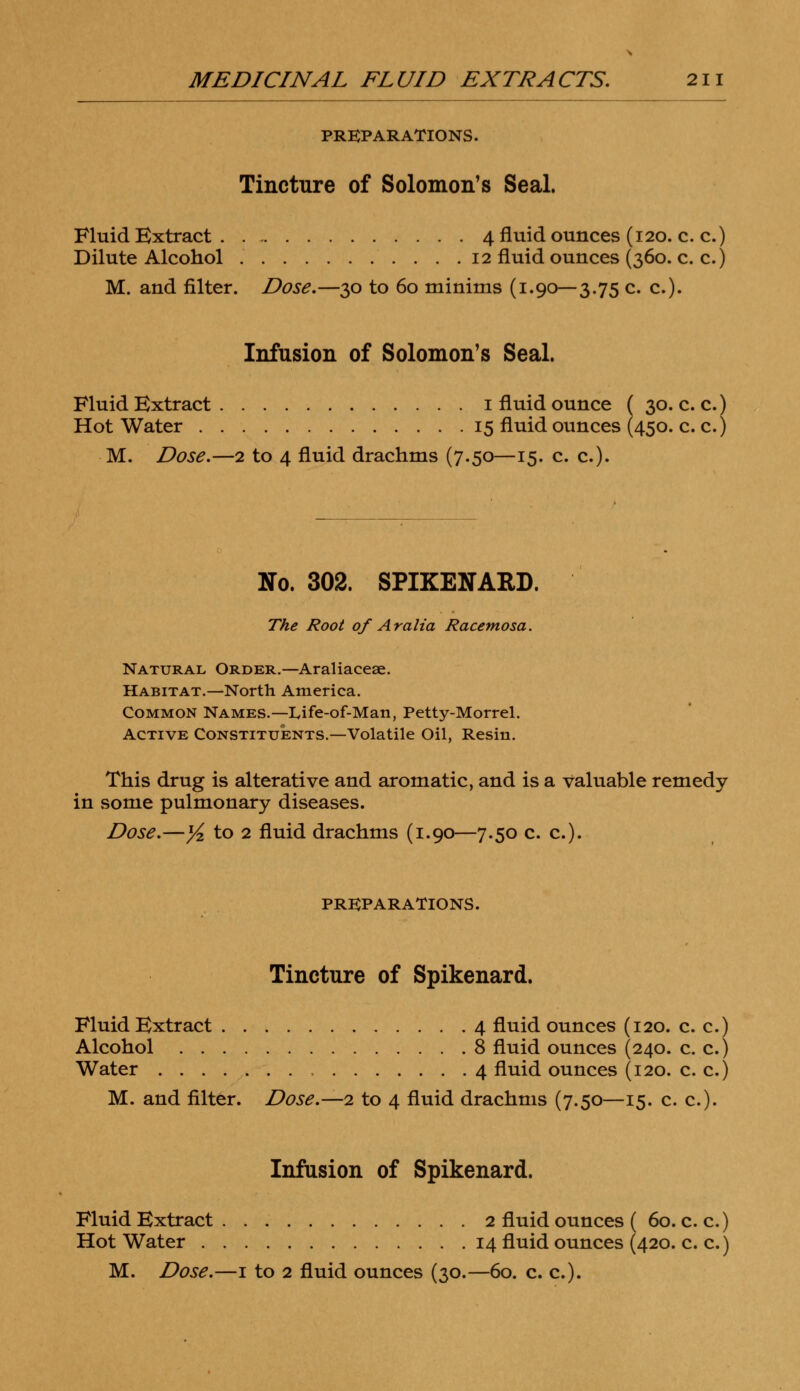 MEDICINAL FLUID EXTRACTS. 211
PREPARATIONS.
Tincture of Solomon's Seal.
Fluid Extract . . . . . . . . . . . . . 4 fluid ounces (120. c. c.)
Dilute Alcohol . . . . . . . . . . . 12 fluid ounces (360. c. c.)
M. and filter. Dose.—30 to 60 minims (1.90—3.75 c. c.).
Infusion of Solomon's Seal.
Fluid Extract . . . . . . . . . . . . 1 fluid ounce ( 30. c. c.)
Hot Water . . . . . . . . . . . . . 15 fluid ounces (450. c. c.)
M. Dose.—2 to 4 fluid drachms (7.50—15. c. c.).
No. 302. SPIKENARD.
The Root of Aralia Racemosa.
NATURAL ORDER.—Araliaceæ.
HABITAT.—North America.
COMMON NAMES.—Life-of-Man, Petty-Morrel.
ACTIVE CONSTITUENTS.—Volatile Oil, Resin.
This drug is alterative and aromatic, and is a valuable remedy
in some pulmonary diseases.
Dose.—½ to 2 fluid drachms (1.90—7.50 c. c.).
PREPARATIONS.
Tincture of Spikenard.
Fluid Extract . . . . . . . . . . . . 4 fluid ounces (120. c. c.)
Alcohol . . . . . . . . . . . . . . 8 fluid ounces (240. c. c.)
Water . . . . . . . . . . . . . . . 4 fluid ounces (120. c. c.)
M. and filter. Dose.—2 to 4 fluid drachms (7.50—15. c. c.).
Infusion of Spikenard.
Fluid Extract . . . . . . . . . . . . 2 fluid ounces ( 60. c. c.)
Hot Water . . . . . . . . . . . . . 14 fluid ounces (420. c. c.)
M. Dose.—1 to 2 fluid ounces (30.—60. c. c.).